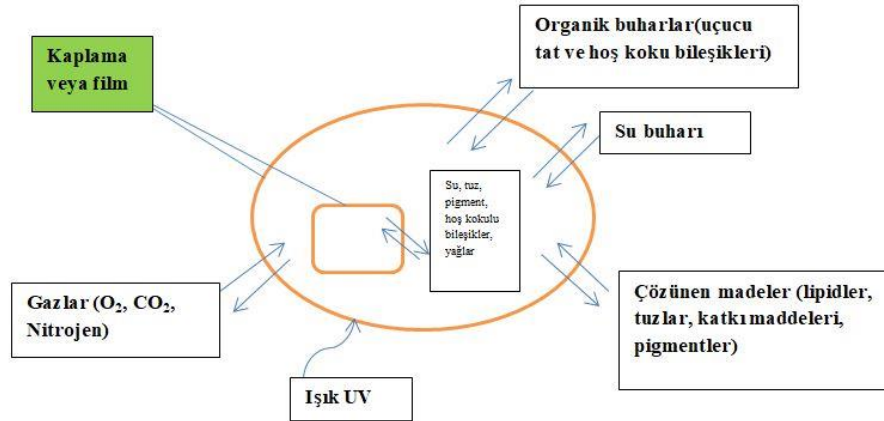 Kaplama
veya film
Organik buharlar(uçucu
tat ve hoş koku bileşikleri)
Su buharı
Su, tuz,
pigment,
hoş kokulu
bileşikler,
yağlar
Gazlar (O₂, CO₂,
Nitrojen)
Çözünen madeler (lipidler,
tuzlar, katkı maddeleri,
pigmentler)
Işık UV